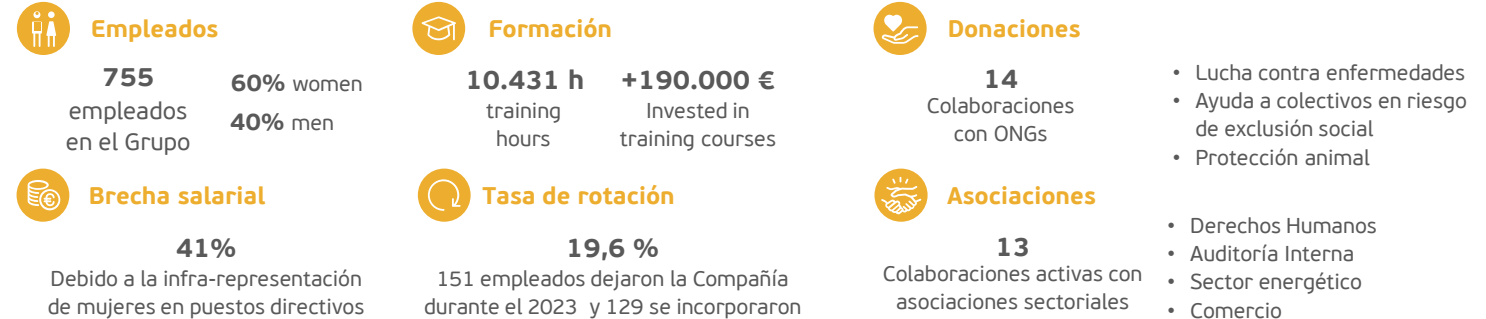 Empleados
755
empleados
en el Grupo
60% women
40% men
Formación
10.431 h
training
hours
+190.000 €
Invested in
training courses
Donaciones
14
Colaboraciones
con ONGs
• Lucha contra enfermedades
• Ayuda a colectivos en riesgo
de exclusión social
• Protección animal
Brecha salarial
41%
Debido a la infra-representación
de mujeres en puestos directivos
Tasa de rotación
19,6 %
151 empleados dejaron la Compañía
durante el 2023 y 129 se incorporaron
Asociaciones
13
Colaboraciones activas con
asociaciones sectoriales
• Derechos Humanos
• Auditoría Interna
• Sector energético
• Comercio